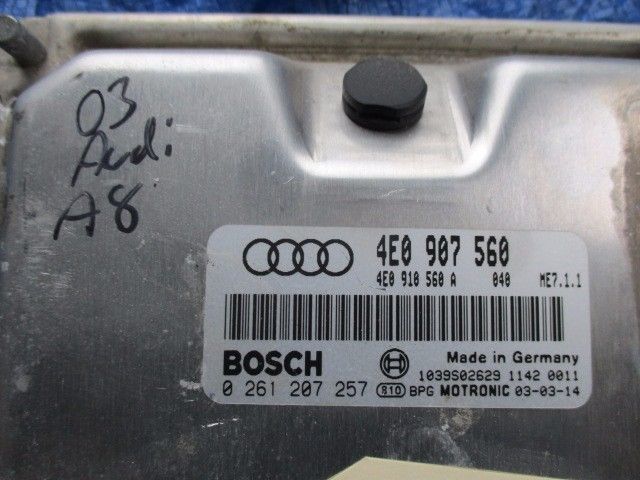 03
Audi
A8
4E0 907 560
4E0 910 560 A 040 ME7.1.1
BOSCH
Made in Germany
1039S02629 1142 0011
0 261 207 257 R10 BPG MOTRONIC 03-03-14